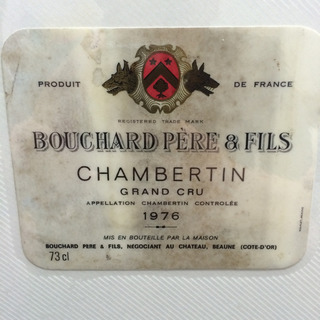 PRODUIT DE FRANCE
REGISTERED TRADE MARK
BOUCHARD PÈRE & FILS
CHAMBERTIN
GRAND CRU
APPELLATION CHAMBERTIN CONTROLÉE
1976
MIS EN BOUTEILLE PAR LA MAISON
BOUCHARD PERE & FILS, NEGOCIANT AU CHATEAU, BEAUNE (COTE-D'OR)
73 cl